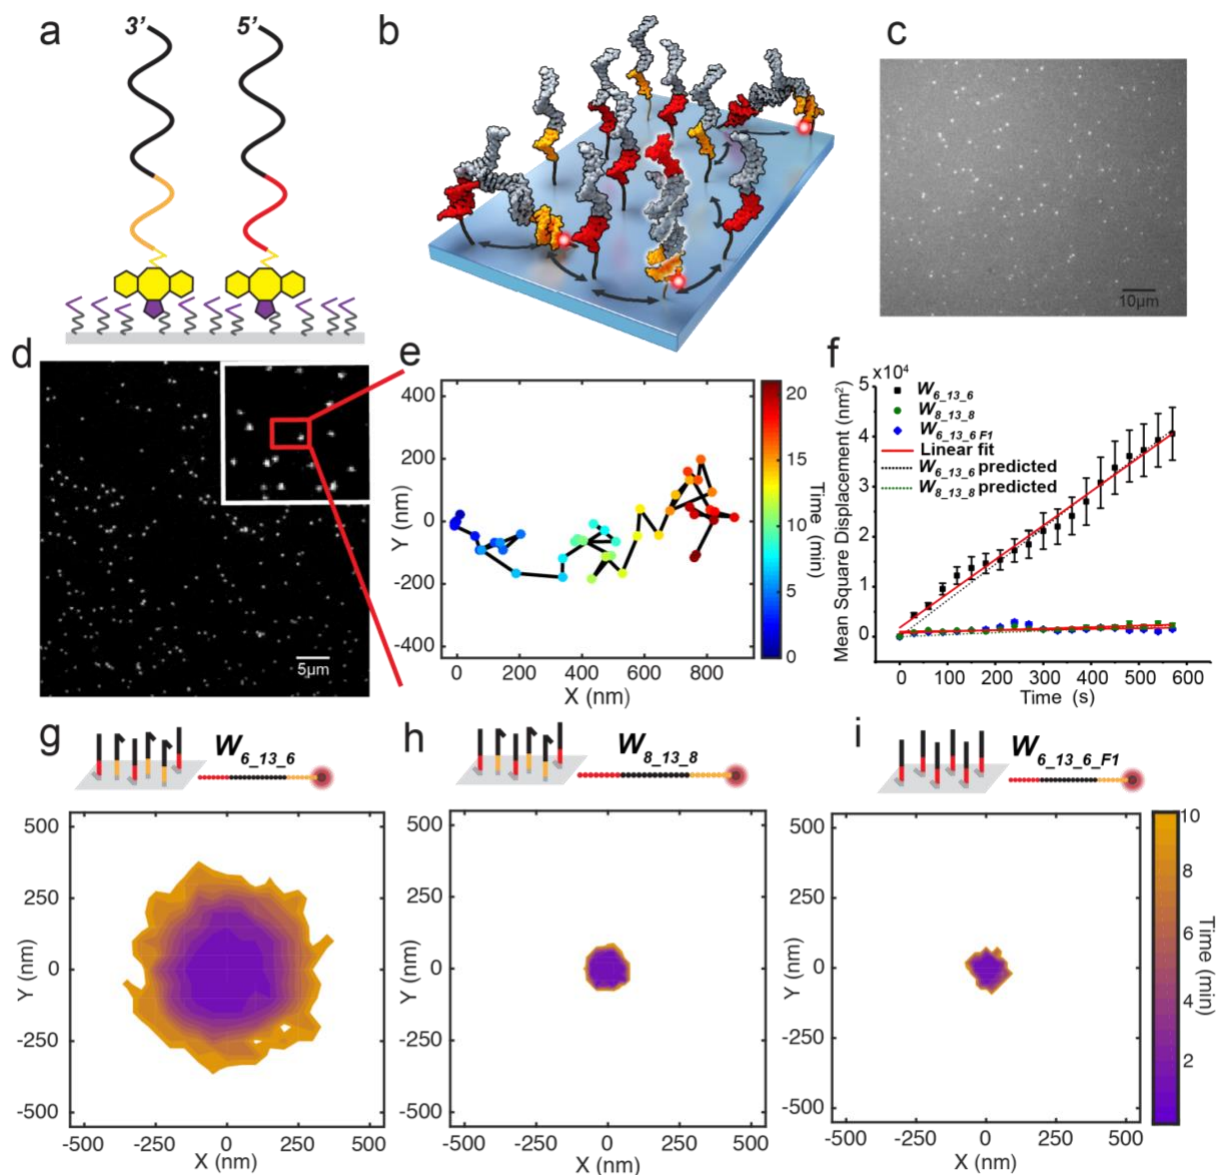 a
3’
5’
b
c
10μm
d
5μm
e
400
200
0
-200
-400
Y (nm)
0
200
400
600
800
X (nm)
20
15
10
5
0
Time (min)
f
x10⁴
5
4
3
2
1
0
Mean Square Displacement (nm²)
W6_13_6
W8_13_8
W6_13_6 F1
Linear fit
W6_13_6 predicted
W8_13_8 predicted
0
100
200
300
400
500
600
Time (s)
g
W6_13_6
500
250
0
-250
-500
Y (nm)
-500
-250
0
250
500
X (nm)
h
W8_13_8
500
250
0
-250
-500
Y (nm)
-500
-250
0
250
500
X (nm)
i
W6_13_6_F1
500
250
0
-250
-500
Y (nm)
-500
-250
0
250
500
X (nm)
10
8
6
4
2
Time (min)